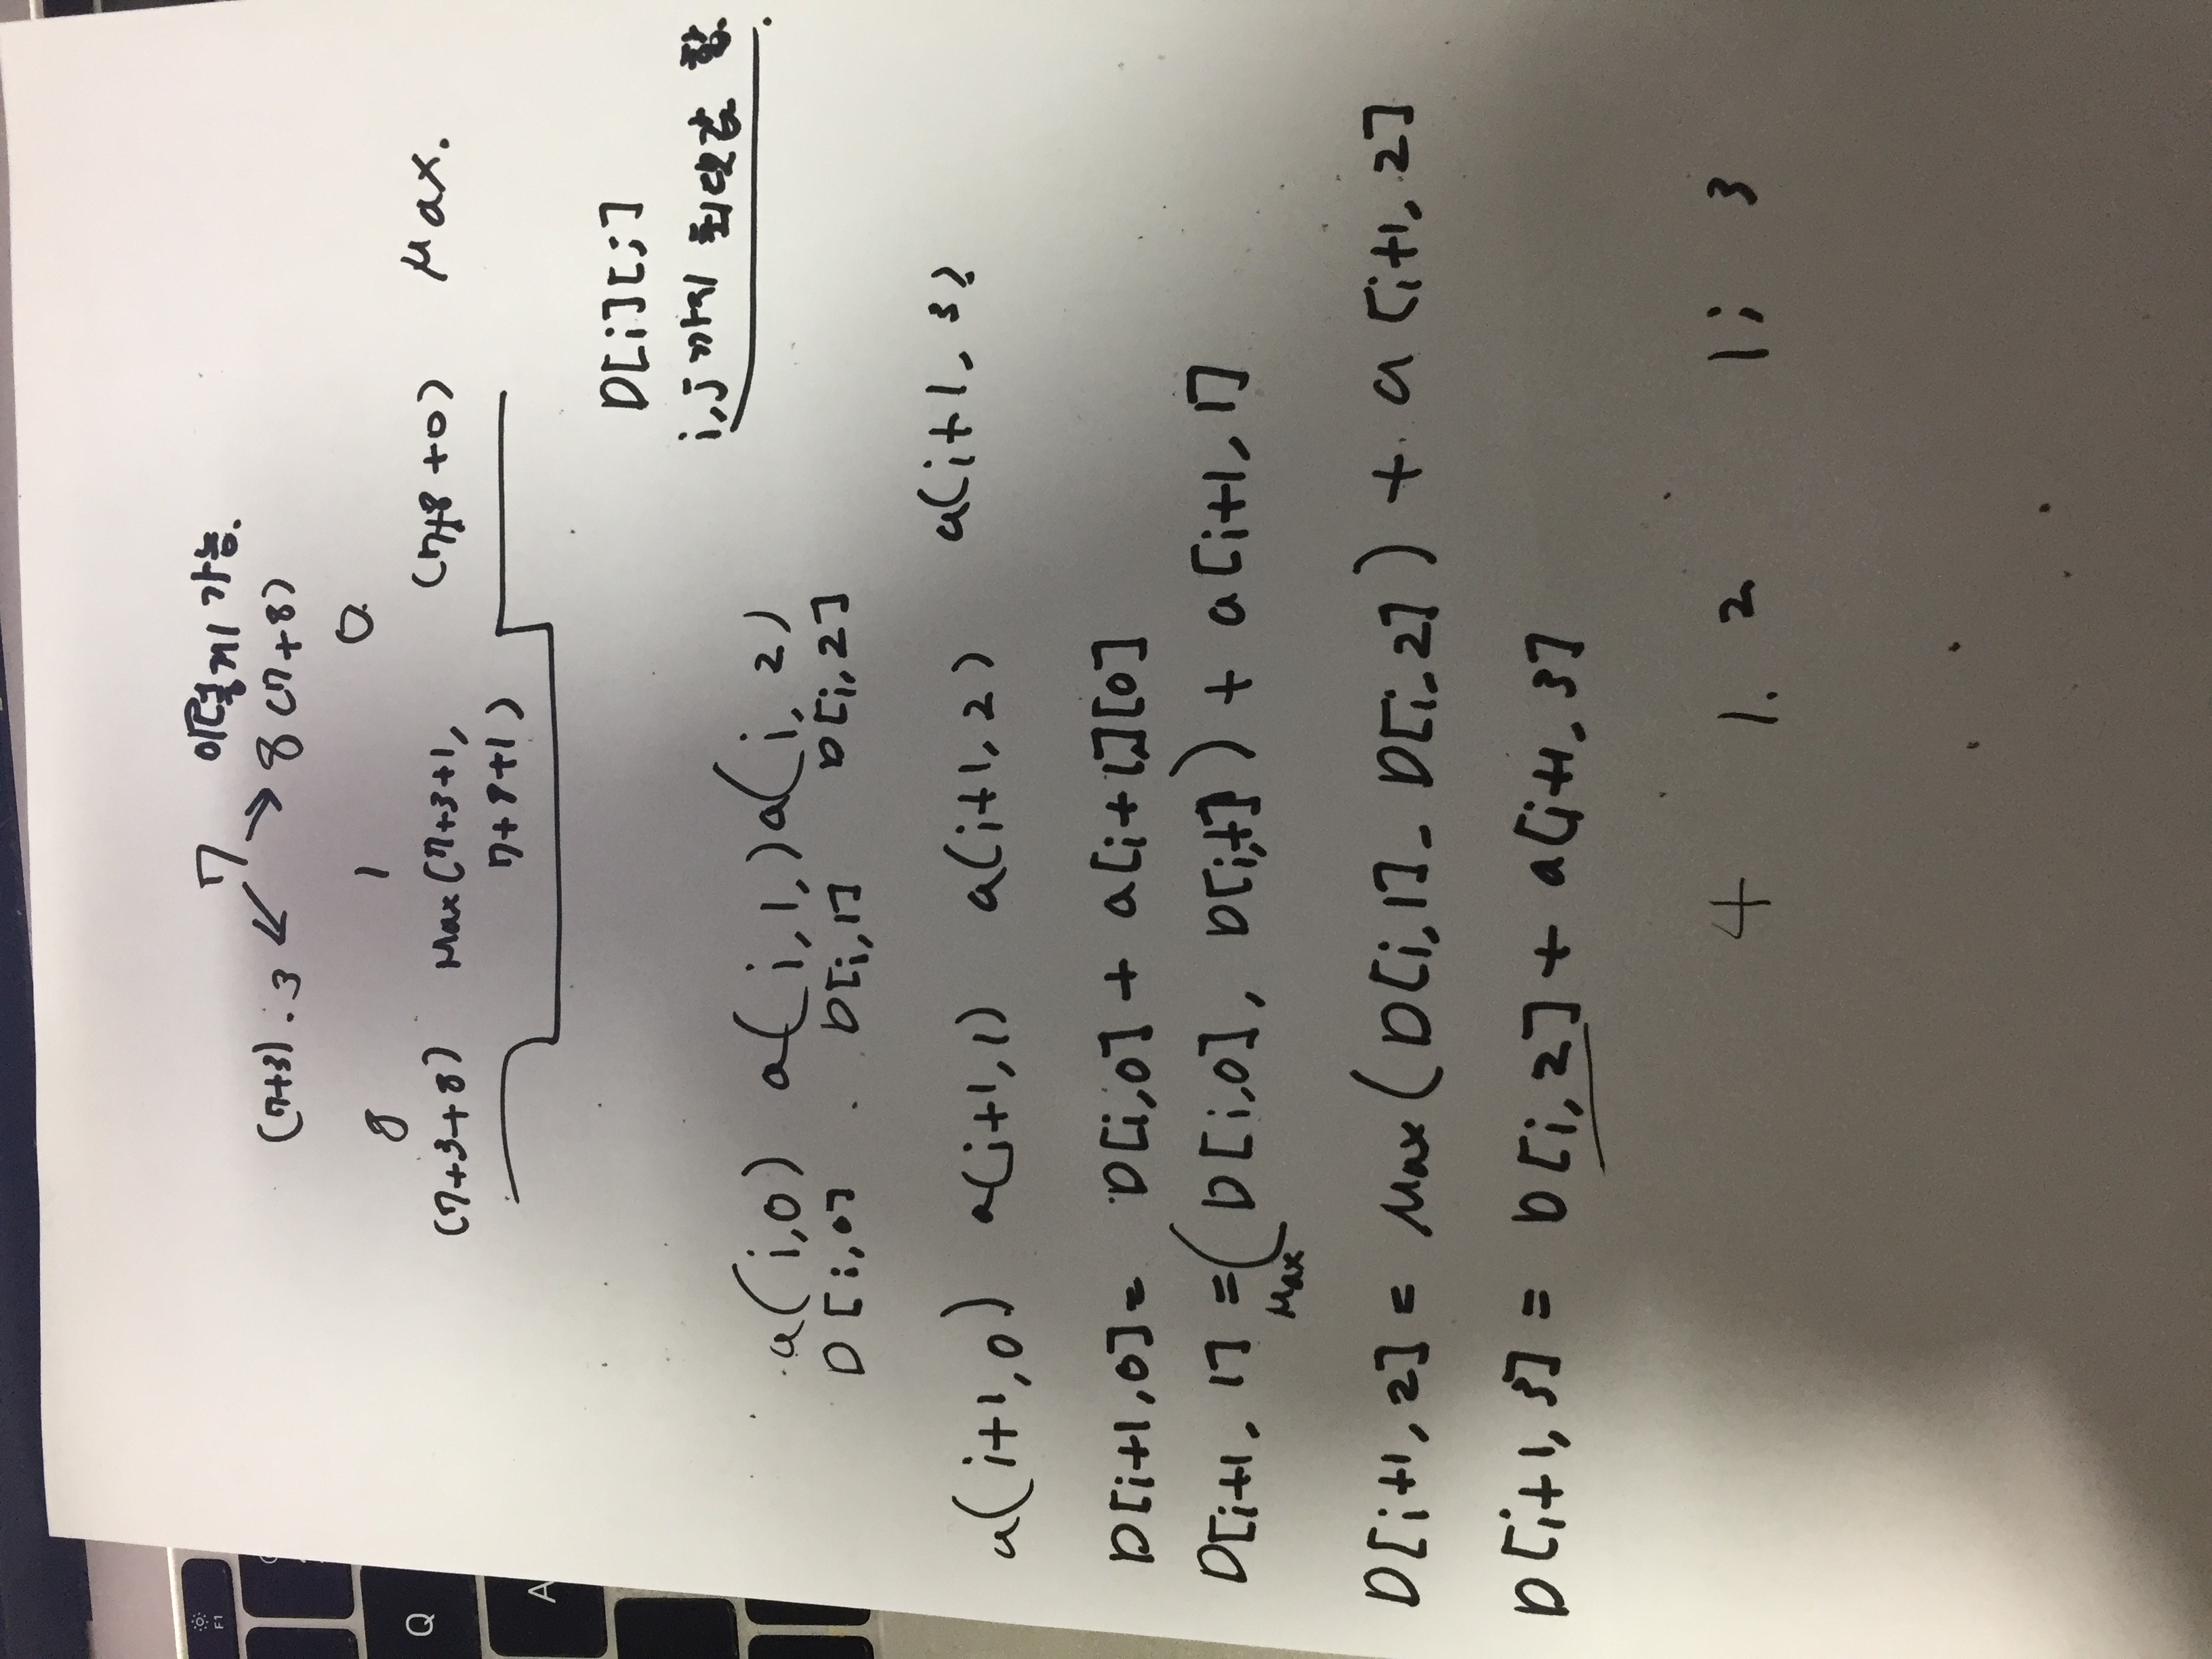 7 이렇게 가능.
(7+3) . 3 ↙ ↘ 8 (7+8)
8 1 0
(7+3+8) Max(7+3+1, (7+8+0) Max.
7+8+1)
D[i][j]
i,j까지 최댓값 합.
a(i,0) a(i,1,) a(i, 2)
D[i,0] D[i,1] D[i,2]
a(i+1,0) a(i+1,1) a(i+1,2) a(i+1, 3)
D[i+1,0]= D[i,0] + a[i+1][0]
D[i+1, 1] = Max (D[i,0], D[i,1]) + a[i+1, 1]
D[i+1,2] = Max(D[i,1], D[i,2]) + a[i+1, 2]
D[i+1,3] = D[i,2] + a[i+1, 3]
4 1. 2 1; 3
F1
Q
A